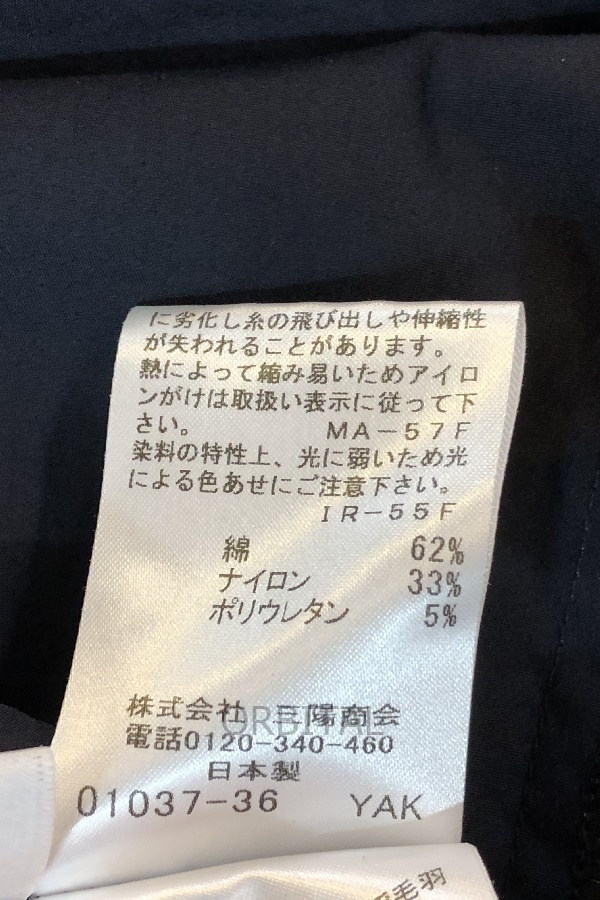 に劣化し糸の飛び出しや伸縮性
が失われることがあります。
熱によって縮み易いためアイロ
ンがけは取扱い表示に従って下
さい。 MA-57F
染料の特性上、光に弱いため光
による色あせにご注意下さい。
IR-55F
綿 62%
ナイロン 33%
ポリウレタン 5%
株式会社 三陽商会
ORBITAL
電話0120-340-460
日本製
01037-36 YAK
毛羽